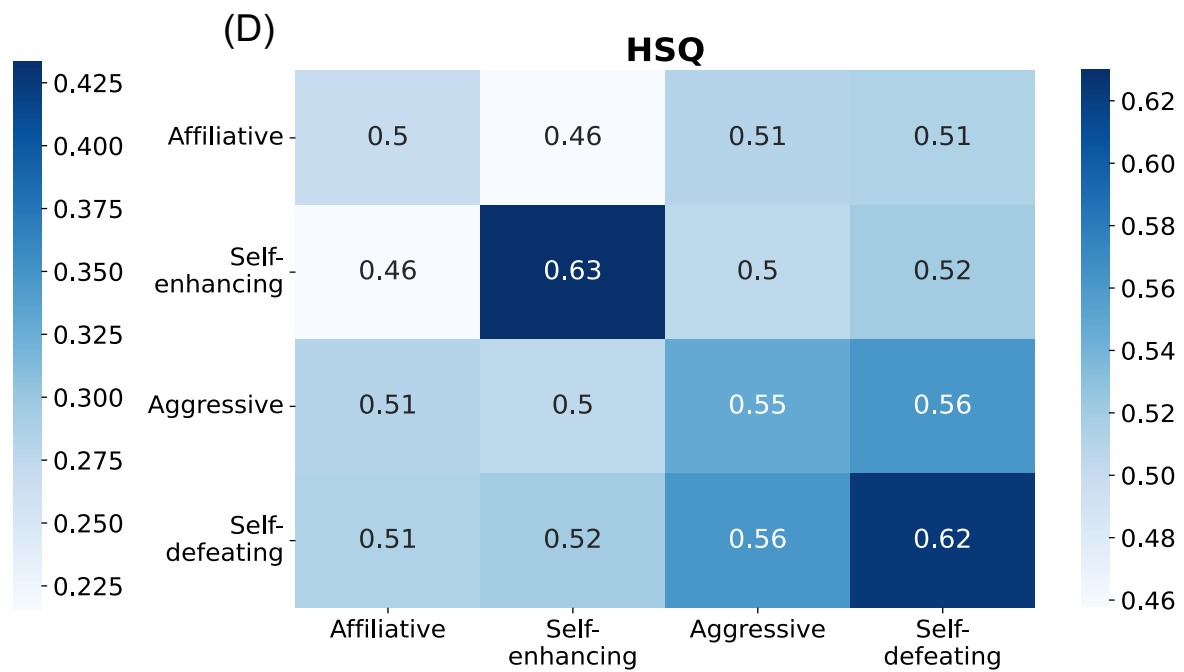 (D)
HSQ
0.425
0.400
0.375
0.350
0.325
0.300
0.275
0.250
0.225
Affiliative
0.5 0.46 0.51 0.51
Self-
enhancing
0.46 0.63 0.5 0.52
Aggressive
0.51 0.5 0.55 0.56
Self-
defeating
0.51 0.52 0.56 0.62
Affiliative
Self-
enhancing
Aggressive
Self-
defeating
0.62
0.60
0.58
0.56
0.54
0.52
0.50
0.48
0.46